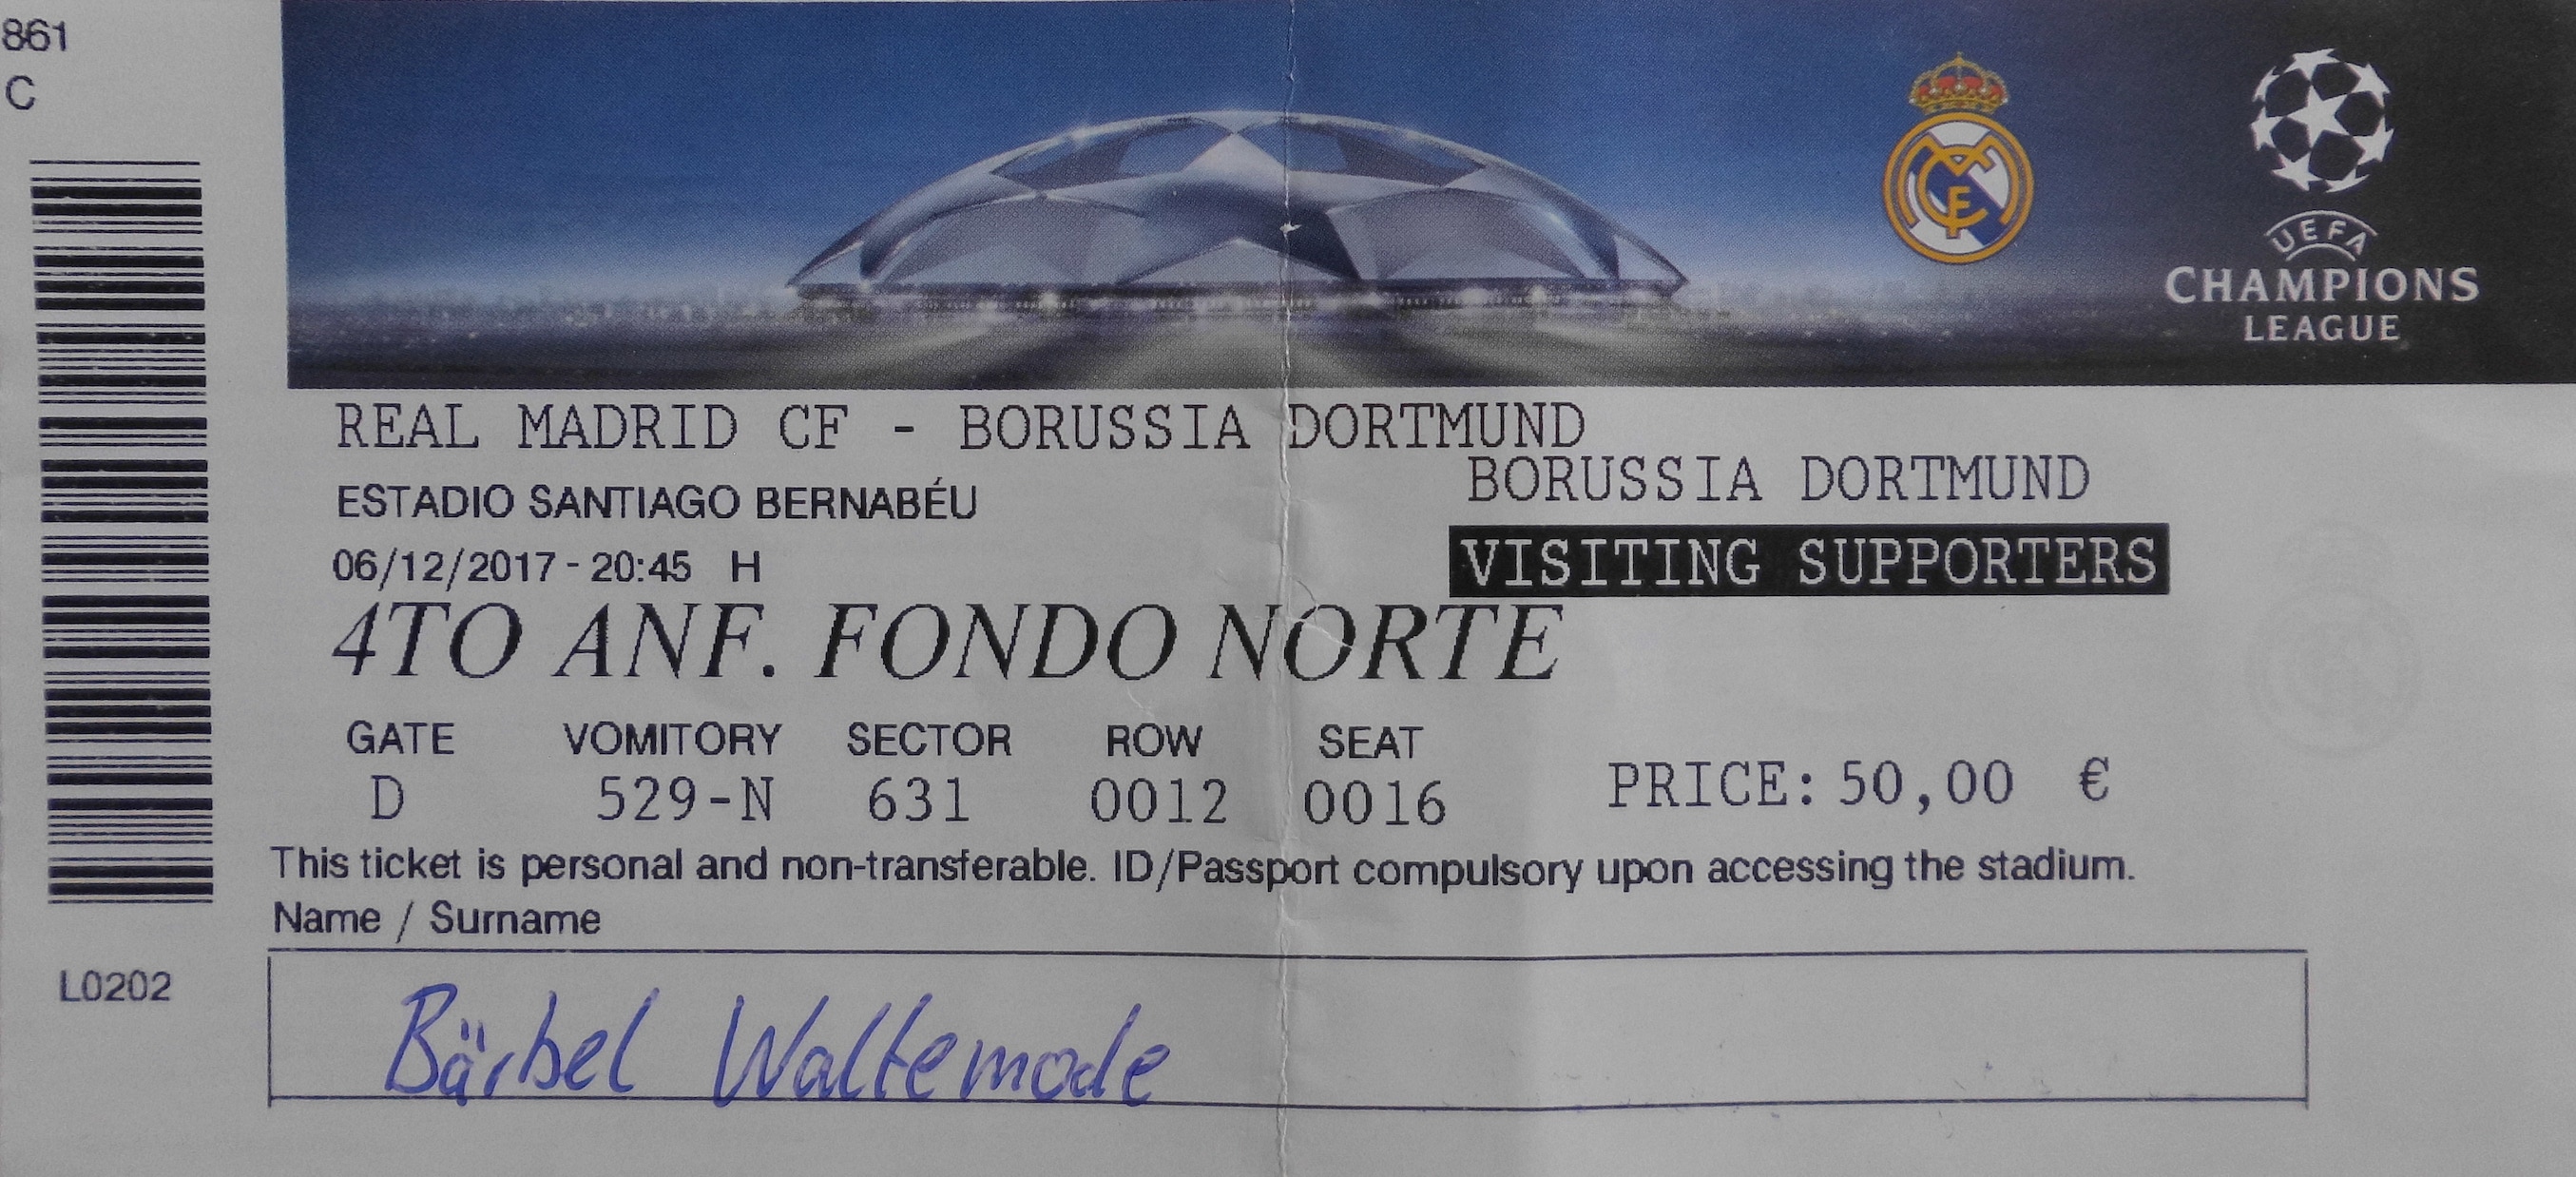 861
C
UEFA
CHAMPIONS
LEAGUE
REAL MADRID CF - BORUSSIA DORTMUND
BORUSSIA DORTMUND
ESTADIO SANTIAGO BERNABÉU
VISITING SUPPORTERS
06/12/2017 - 20:45 H
4TO ANF. FONDO NORTE
GATE VOMITORY SECTOR ROW SEAT
D 529-N 631 0012 0016 PRICE: 50,00 €
This ticket is personal and non-transferable. ID/Passport compulsory upon accessing the stadium.
Name / Surname
L0202
Bärbel Waltemode